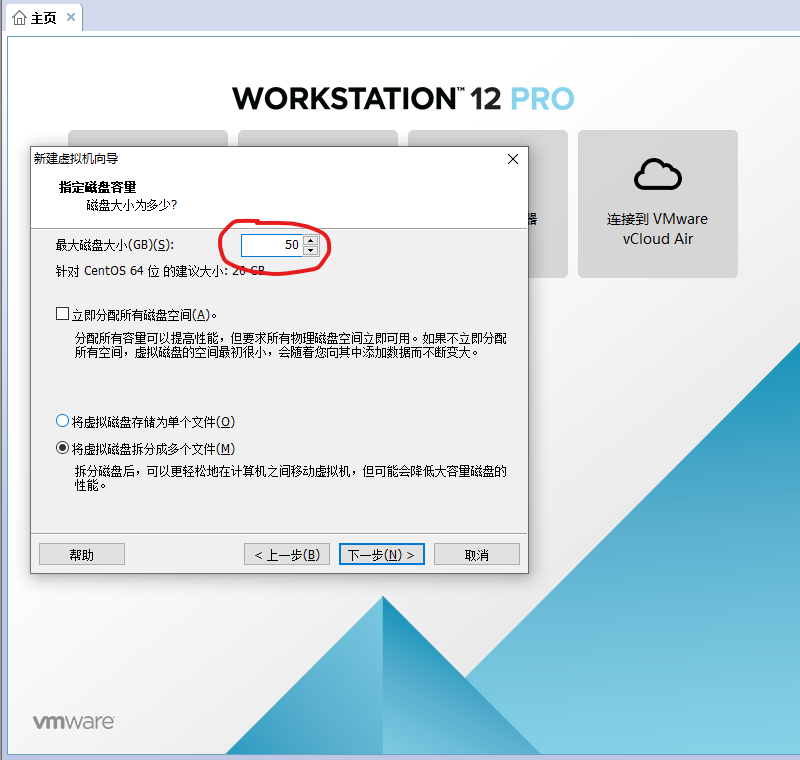 主页
WORKSTATION™ 12 PRO
新建虚拟机向导
指定磁盘容量
磁盘大小为多少?
器
连接到 VMware
vCloud Air
最大磁盘大小(GB)(S):
50
针对 CentOS 64 位 的建议大小: 20 GB
立即分配所有磁盘空间(A)。
分配所有容量可以提高性能，但要求所有物理磁盘空间立即可用。如果不立即分配
所有空间，虚拟磁盘的空间最初很小，会随着您向其中添加数据而不断变大。
将虚拟磁盘存储为单个文件(O)
将虚拟磁盘拆分成多个文件(M)
拆分磁盘后，可以更轻松地在计算机之间移动虚拟机，但可能会降低大容量磁盘的
性能。
帮助
< 上一步(B)
下一步(N) >
取消
vmware